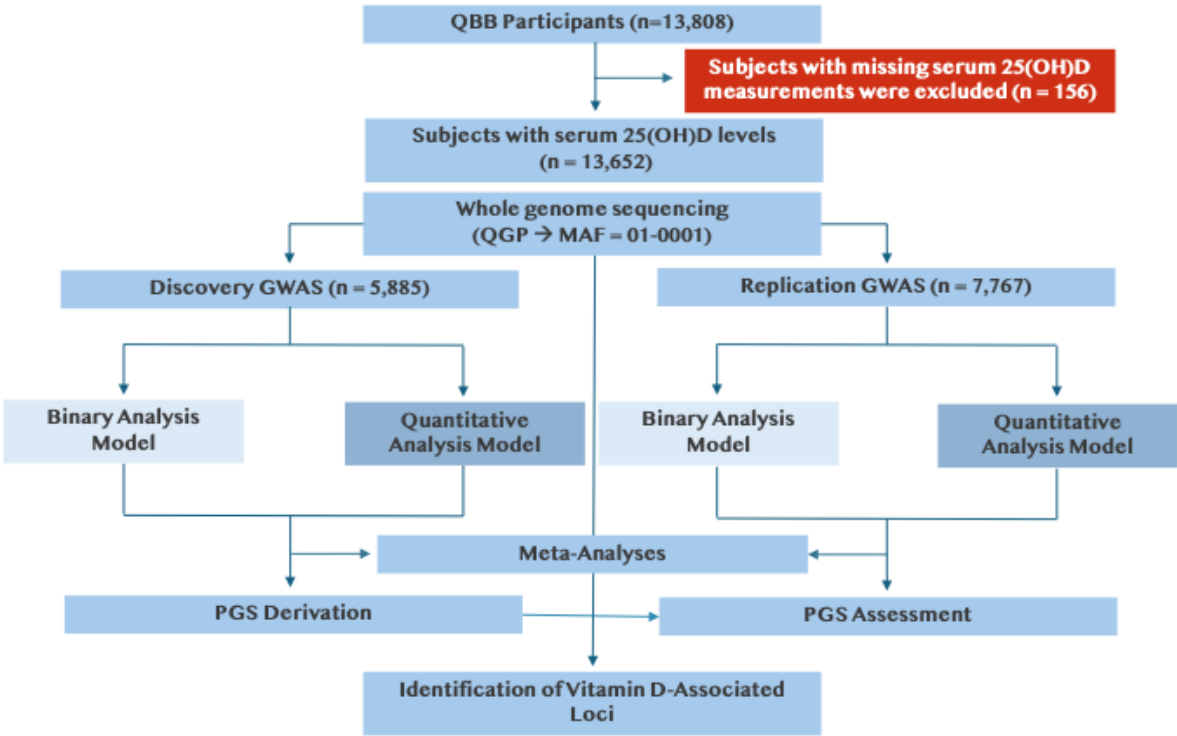 QBB Participants (n=13,808)
Subjects with missing serum 25(OH)D
measurements were excluded (n = 156)
Subjects with serum 25(OH)D levels
(n = 13,652)
Whole genome sequencing
(QGP → MAF = 01-0001)
Discovery GWAS (n = 5,885)
Replication GWAS (n = 7,767)
Binary Analysis
Model
Quantitative
Analysis Model
Binary Analysis
Model
Quantitative
Analysis Model
Meta-Analyses
PGS Derivation
PGS Assessment
Identification of Vitamin D-Associated
Loci